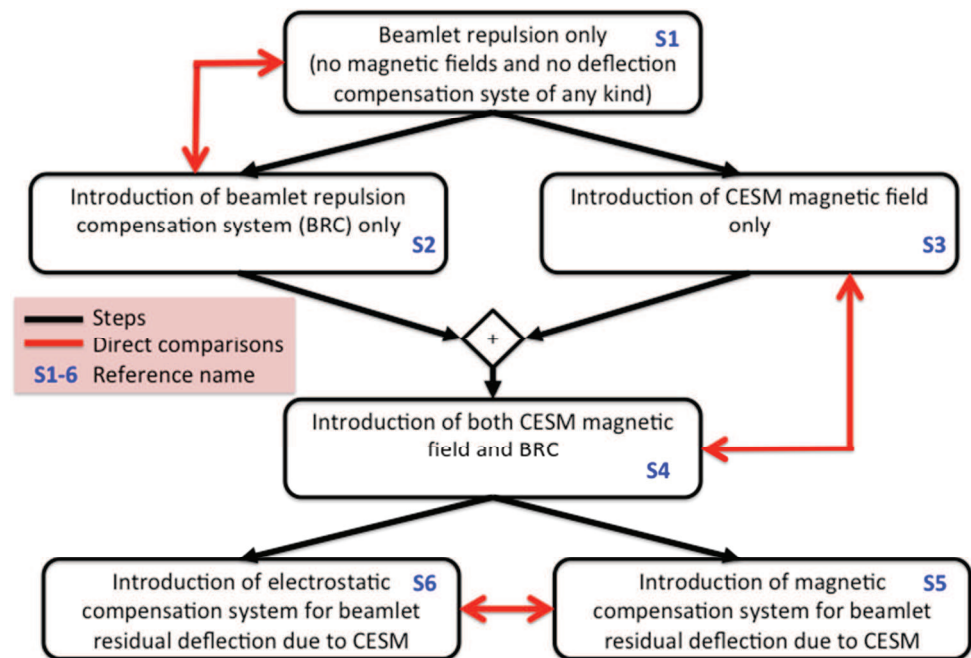 Beamlet repulsion only S1
(no magnetic fields and no deflection
compensation syste of any kind)
Introduction of beamlet repulsion
compensation system (BRC) only
S2
Introduction of CESM magnetic field
only
S3
Steps
Direct comparisons
S1-6 Reference name
+
Introduction of both CESM magnetic
field and BRC
S4
Introduction of electrostatic S6
compensation system for beamlet
residual deflection due to CESM
Introduction of magnetic S5
compensation system for beamlet
residual deflection due to CESM